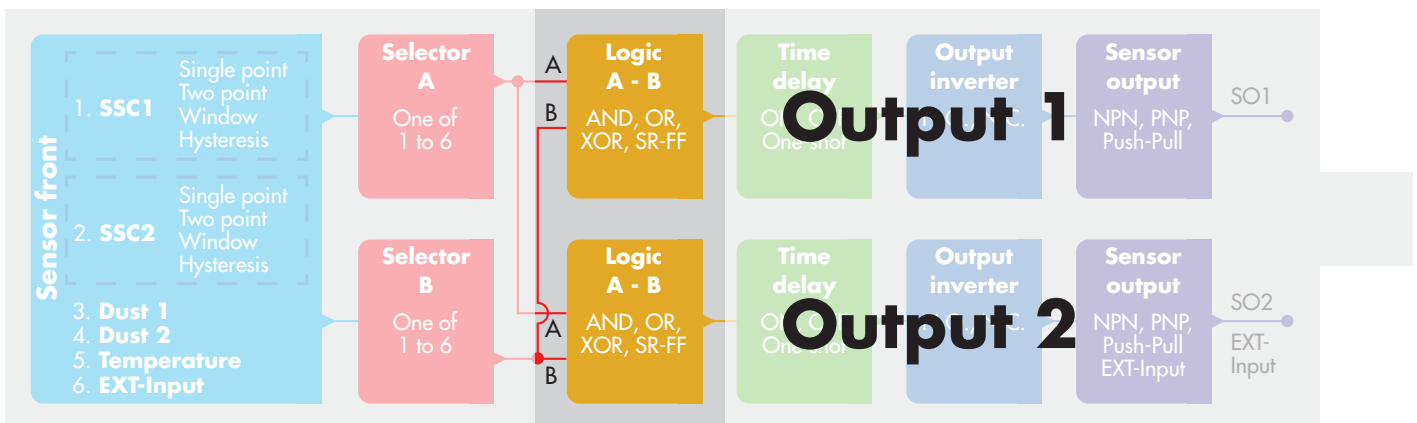 Sensor front
1. SSC1
Single point
Two point
Window
Hysteresis
2. SSC2
Single point
Two point
Window
Hysteresis
3. Dust 1
4. Dust 2
5. Temperature
6. EXT-Input
Selector
A
One of
1 to 6
Selector
B
One of
1 to 6
A
B
Logic
A - B
AND, OR,
XOR, SR-FF
A
B
Logic
A - B
AND, OR,
XOR, SR-FF
Time
delay
One-shot
Output
inverter
Output 1
Sensor
output
NPN, PNP,
Push-Pull
SO1
Time
delay
One-shot
Output
inverter
Output 2
Sensor
output
NPN, PNP,
Push-Pull
EXT-Input
SO2
EXT-
Input